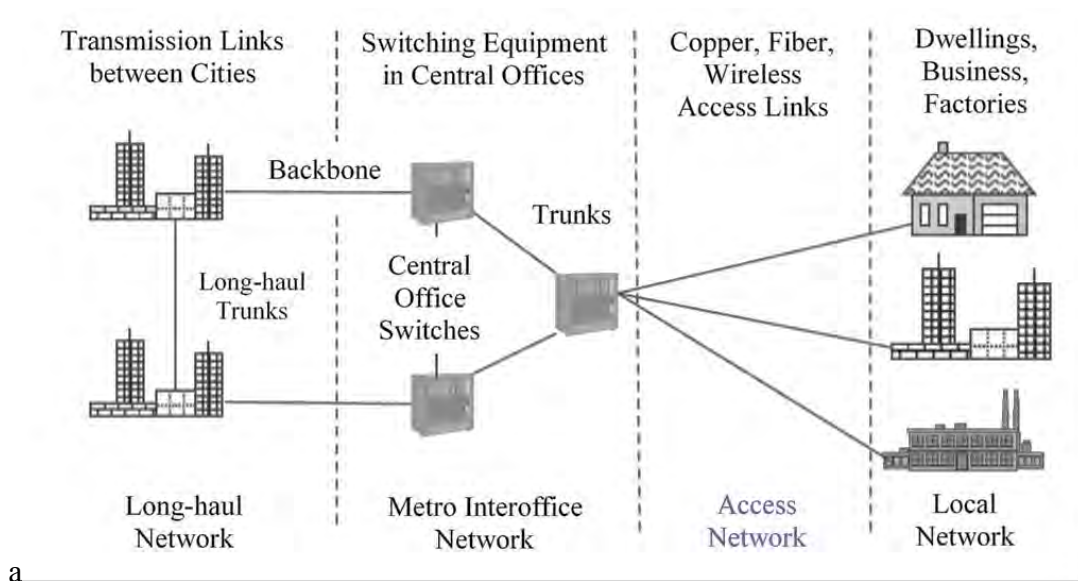 Transmission Links
between Cities
Switching Equipment
in Central Offices
Copper, Fiber,
Wireless
Access Links
Dwellings,
Business,
Factories
Backbone
Trunks
Long-haul
Trunks
Central
Office
Switches
Long-haul
Network
Metro Interoffice
Network
Access
Network
Local
Network
a